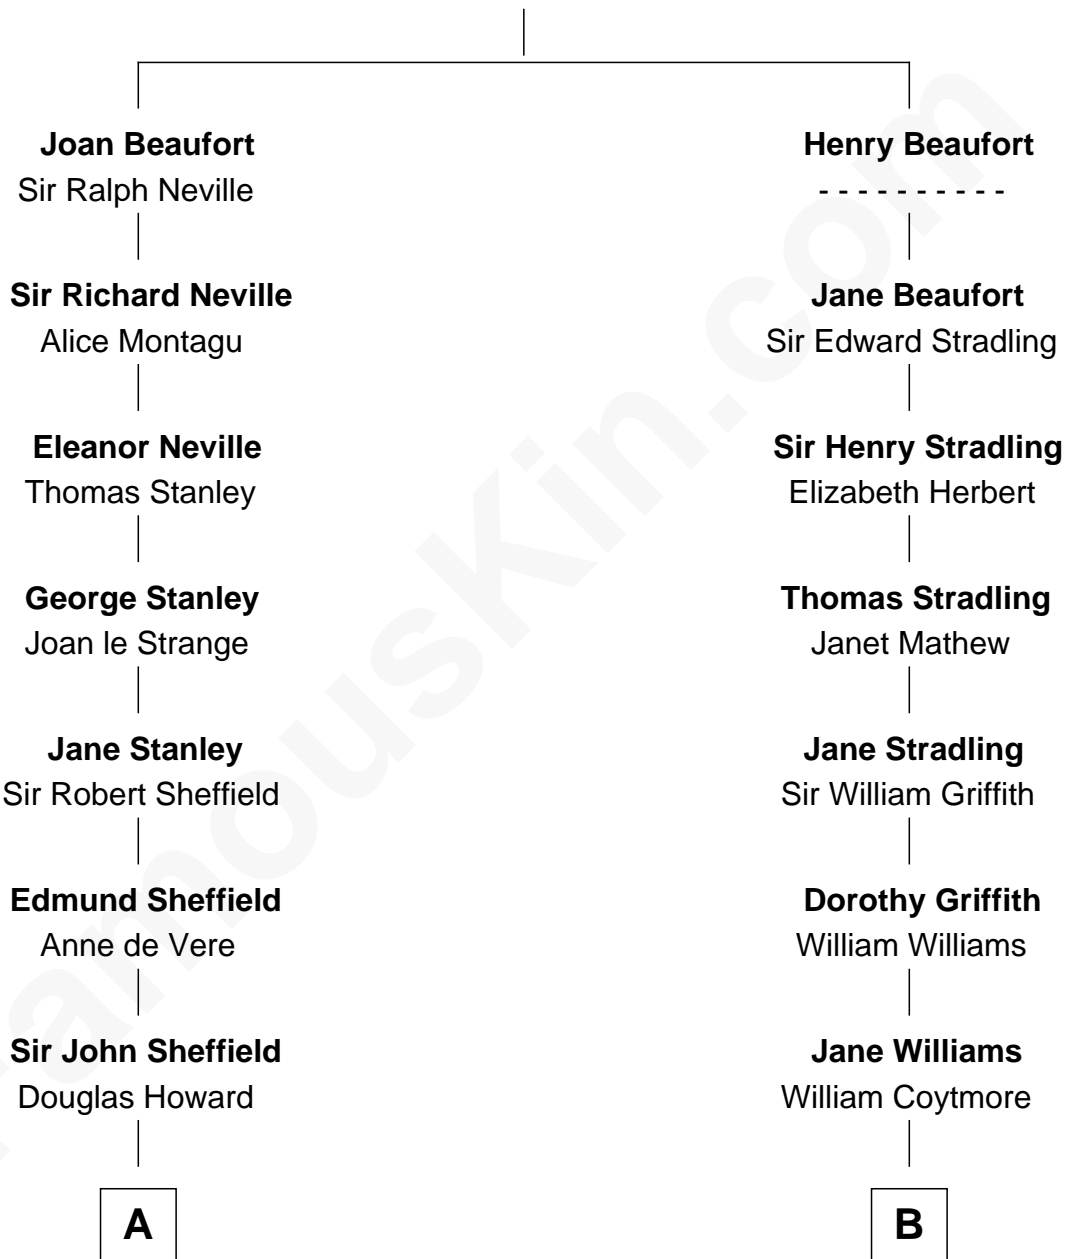 Joan Beaufort
Sir Ralph Neville
Sir Richard Neville
Alice Montagu
Eleanor Neville
Thomas Stanley
George Stanley
Joan le Strange
Jane Stanley
Sir Robert Sheffield
Edmund Sheffield
Anne de Vere
Sir John Sheffield
Douglas Howard
A
Henry Beaufort
- - - - - - - - - -
Jane Beaufort
Sir Edward Stradling
Sir Henry Stradling
Elizabeth Herbert
Thomas Stradling
Janet Mathew
Jane Stradling
Sir William Griffith
Dorothy Griffith
William Williams
Jane Williams
William Coytmore
B
FamousKin.com